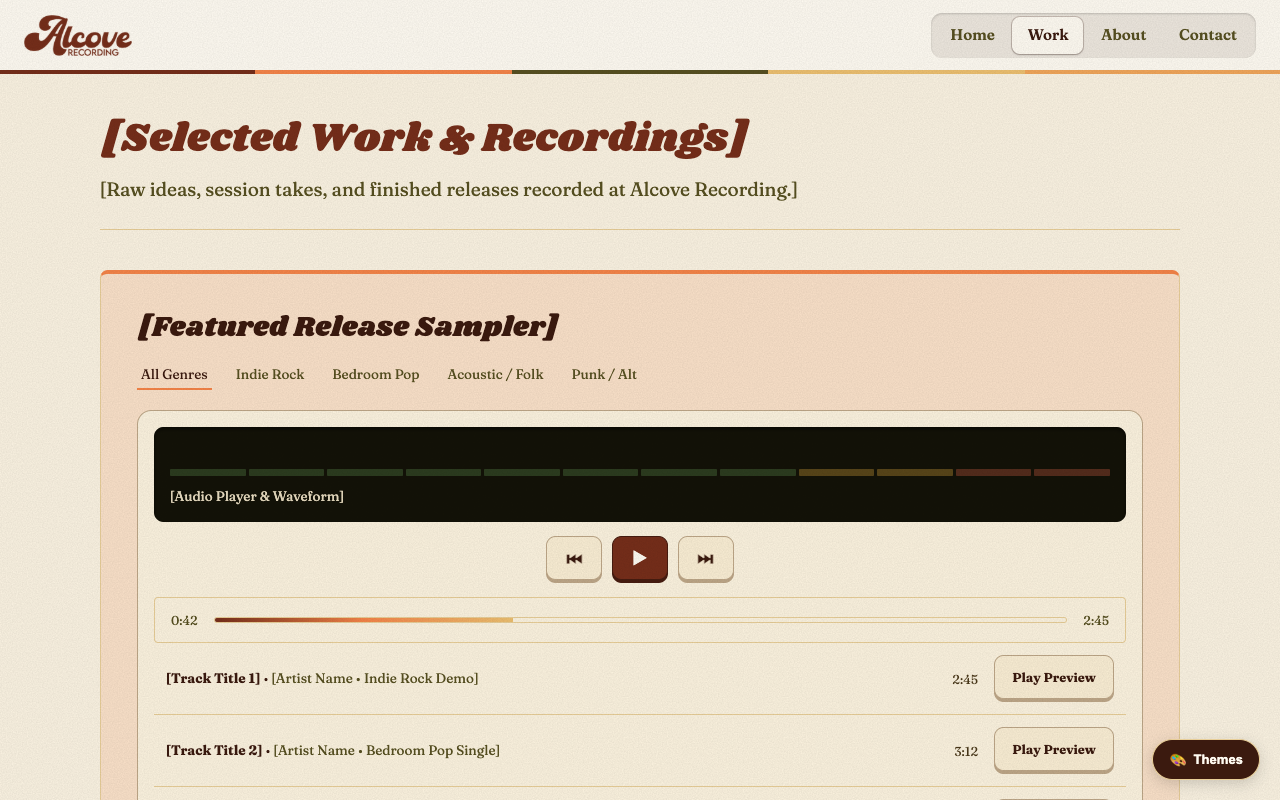 Alcove
RECORDING
Home Work About Contact
[Selected Work & Recordings]
[Raw ideas, session takes, and finished releases recorded at Alcove Recording.]
[Featured Release Sampler]
All Genres Indie Rock Bedroom Pop Acoustic / Folk Punk / Alt
[Audio Player & Waveform]
0:42 2:45
[Track Title 1] • [Artist Name • Indie Rock Demo] 2:45 Play Preview
[Track Title 2] • [Artist Name • Bedroom Pop Single] 3:12 Play Preview
Themes